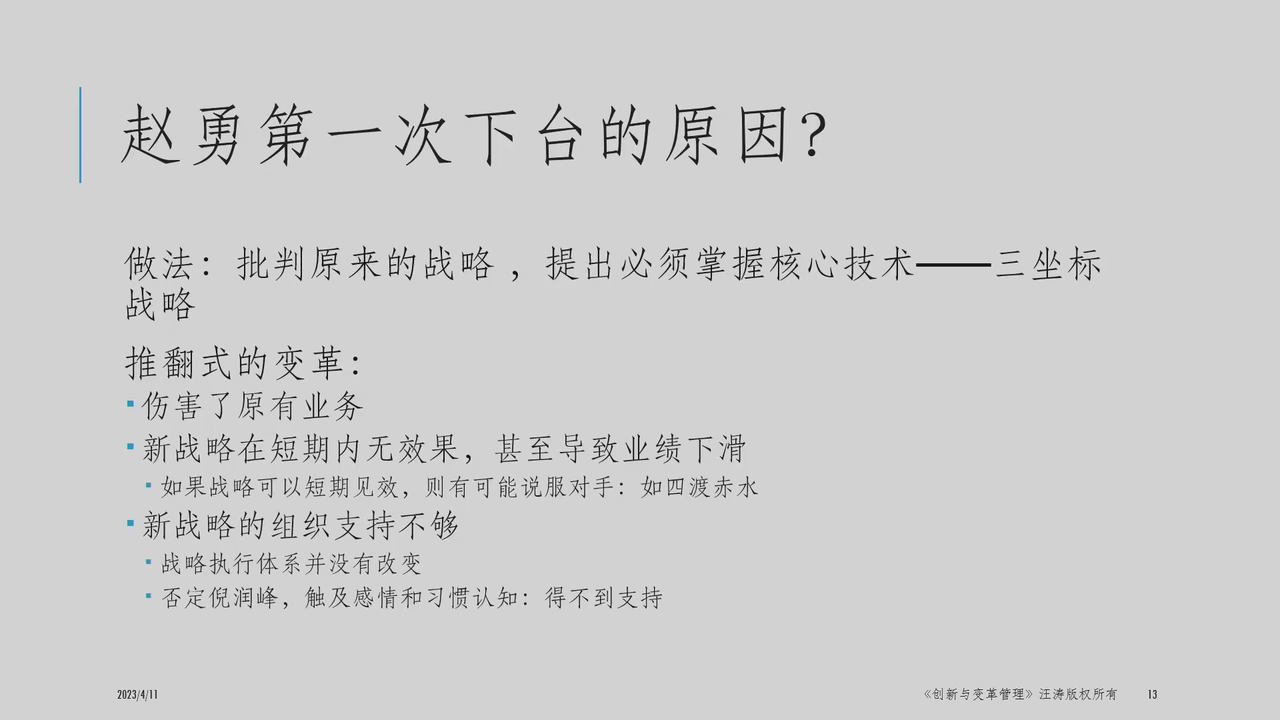 赵勇第一次下台的原因?
做法：批判原来的战略，提出必须掌握核心技术——三坐标
战略
推翻式的变革：
▪伤害了原有业务
▪新战略在短期内无效果，甚至导致业绩下滑
▪如果战略可以短期见效，则有可能说服对手：如四渡赤水
▪新战略的组织支持不够
▪战略执行体系并没有改变
▪否定倪润峰，触及感情和习惯认知：得不到支持
2023/4/11
《创新与变革管理》汪涛版权所有
13